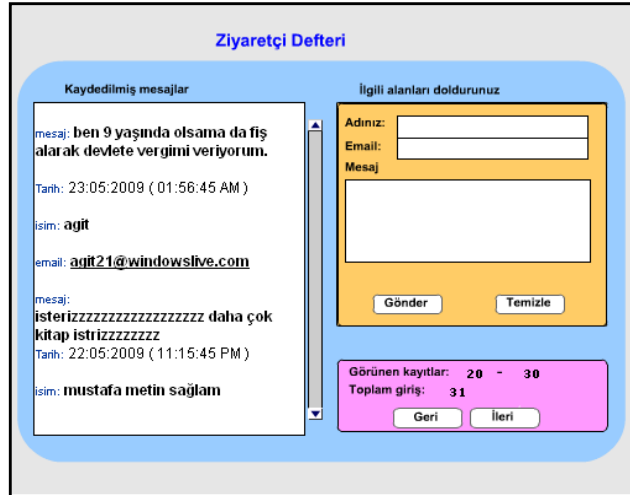 Ziyaretçi Defteri
Kaydedilmiş mesajlar
mesaj: ben 9 yaşında olsama da fiş
alarak devlete vergimi veriyorum.
Tarih: 23:05:2009 ( 01:56:45 AM )
isim: agit
email: agit21@windowslive.com
mesaj:
isterizzzzzzzzzzzzzzzzzzz daha çok
kitap istrizzzzzzzz
Tarih: 22:05:2009 ( 11:15:45 PM )
isim: mustafa metin sağlam
İlgili alanları doldurunuz
Adınız:
Email:
Mesaj
Gönder Temizle
Görünen kayıtlar: 20 - 30
Toplam giriş: 31
Geri İleri